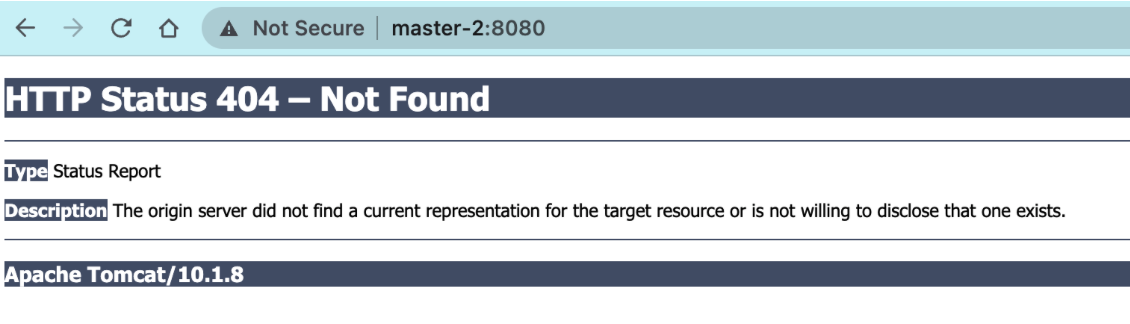 Not Secure master-2:8080
HTTP Status 404 – Not Found
Type Status Report
Description The origin server did not find a current representation for the target resource or is not willing to disclose that one exists.
Apache Tomcat/10.1.8